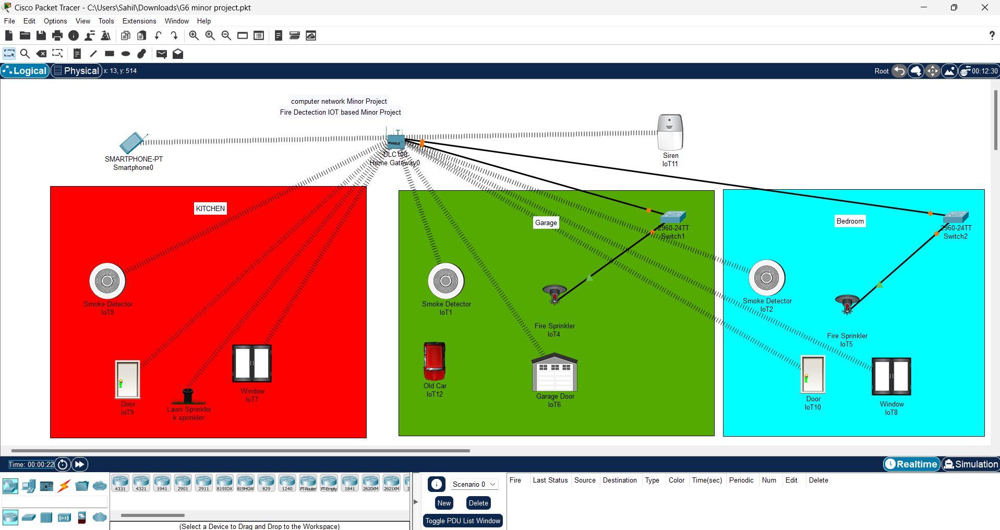 Cisco Packet Tracer - C:\Users\Sahil\Downloads\G6 minor project.pkt
File Edit Options View Tools Extensions Window Help
?
Logical Physical x: 13, y: 514
Root 00:12:30
computer network Minor Project
Fire Dectection IOT based Minor Project
SMARTPHONE-PT
Smartphone0
DLC100
Home Gateway0
Siren
IoT11
KITCHEN
Smoke Detector
IoT0
Door
IoT9
Lawn Sprinkler
k sprinkler
Window
IoT7
Garage
2960-24TT
Switch1
Smoke Detector
IoT1
Fire Sprinkler
IoT4
Old Car
IoT12
Garage Door
IoT6
Bedroom
2960-24TT
Switch2
Smoke Detector
IoT2
Fire Sprinkler
IoT5
Door
IoT10
Window
IoT8
Time: 00:00:22
Realtime Simulation
4331 4321 1941 2901 2911 819IOX 819HGW 829 1240 PT-Router PT-Empty 1841 2620XM 2621XM 2
(Select a Device to Drag and Drop to the Workspace)
Scenario 0
New Delete
Toggle PDU List Window
Fire Last Status Source Destination Type Color Time(sec) Periodic Num Edit Delete